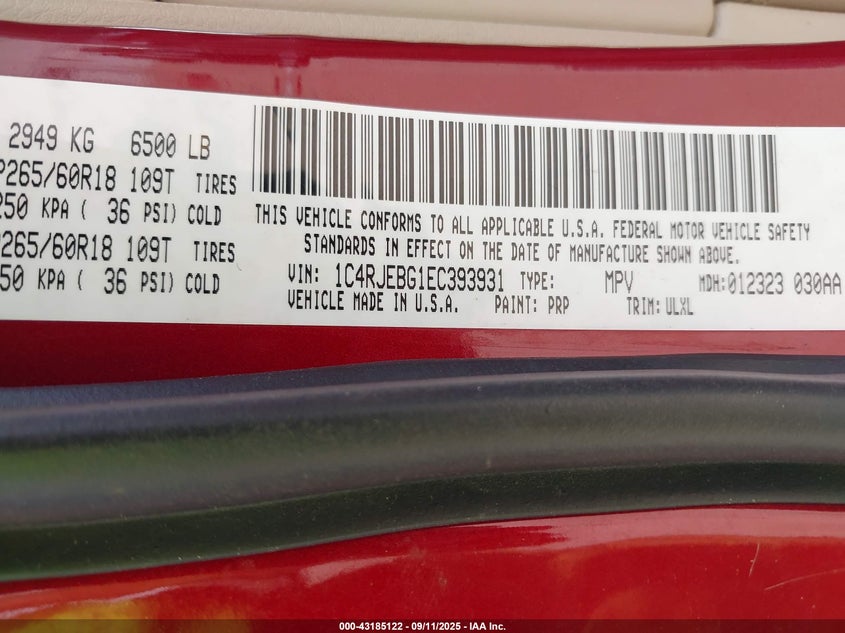 2949 KG 6500 LB
P265/60R18 109T TIRES
250 KPA ( 36 PSI) COLD
P265/60R18 109T TIRES
50 KPA ( 36 PSI) COLD
THIS VEHICLE CONFORMS TO ALL APPLICABLE U.S.A. FEDERAL MOTOR VEHICLE SAFETY
STANDARDS IN EFFECT ON THE DATE OF MANUFACTURE SHOWN ABOVE.
VIN: 1C4RJEBG1EC393931 TYPE: MPV MDH: 012323 030AA
VEHICLE MADE IN U.S.A. PAINT: PRP TRIM: ULXL
000-43185122 - 09/11/2025 - IAA Inc.